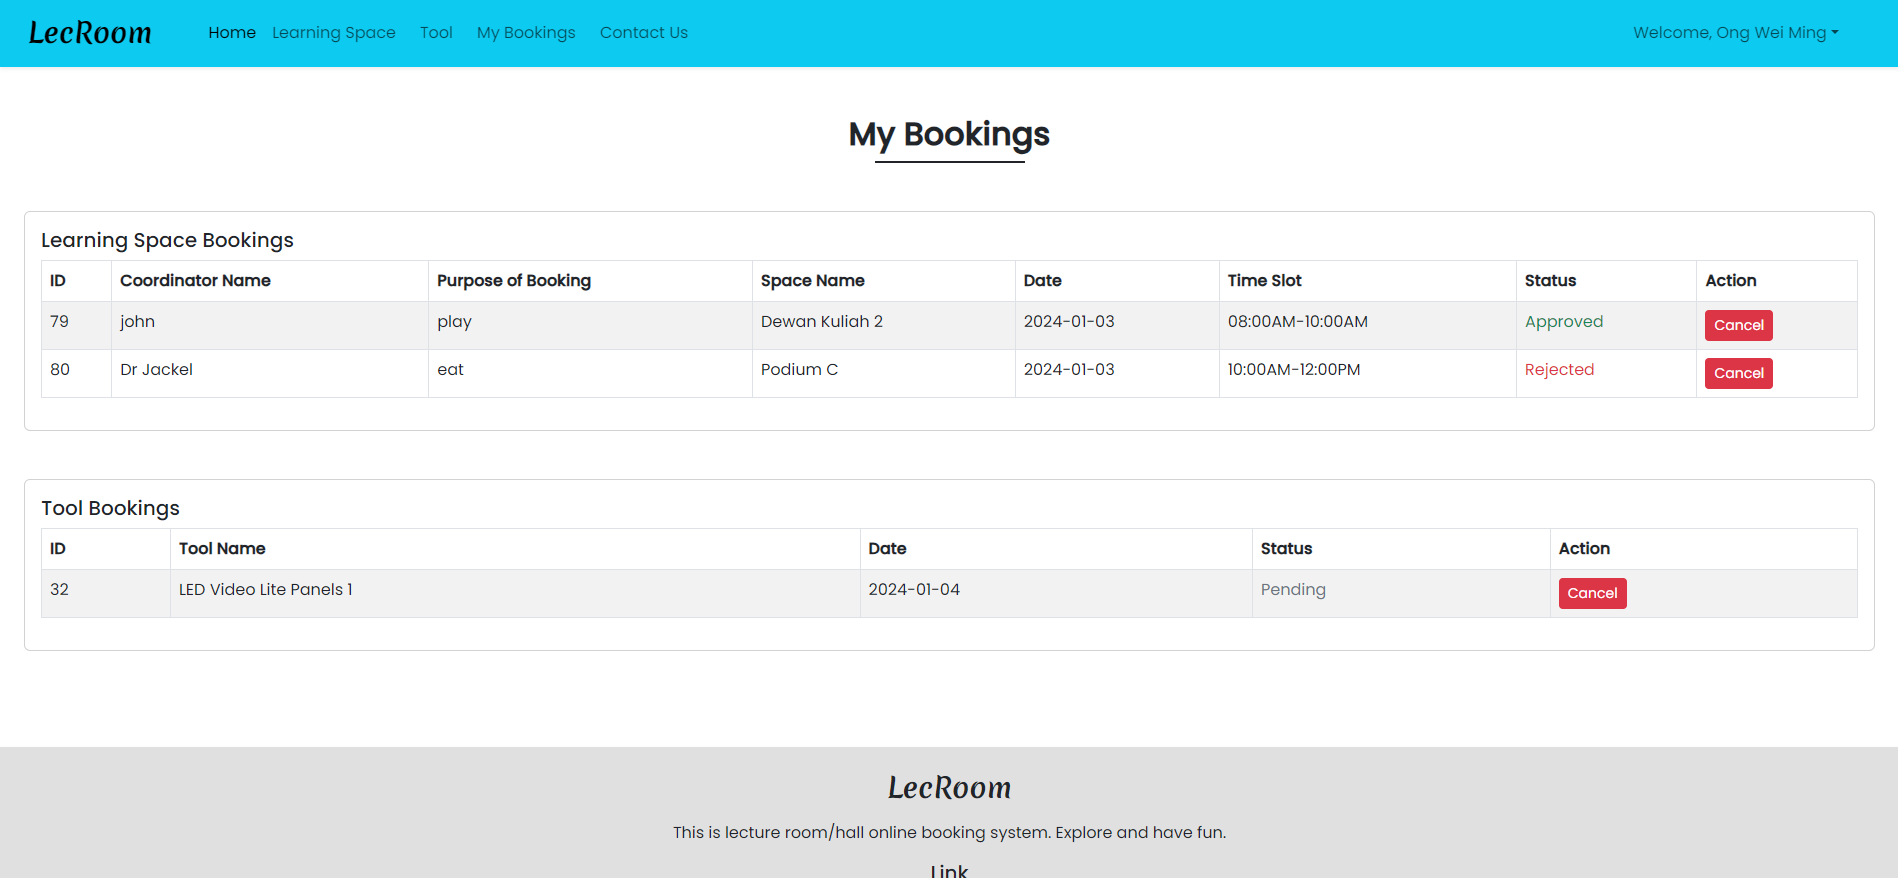 LecRoom Home Learning Space Tool My Bookings Contact Us Welcome, Ong Wei Ming
My Bookings
Learning Space Bookings
ID Coordinator Name Purpose of Booking Space Name Date Time Slot Status Action
79 john play Dewan Kuliah 2 2024-01-03 08:00AM-10:00AM Approved Cancel
80 Dr Jackel eat Podium C 2024-01-03 10:00AM-12:00PM Rejected Cancel
Tool Bookings
ID Tool Name Date Status Action
32 LED Video Lite Panels 1 2024-01-04 Pending Cancel
LecRoom
This is lecture room/hall online booking system. Explore and have fun.
Link